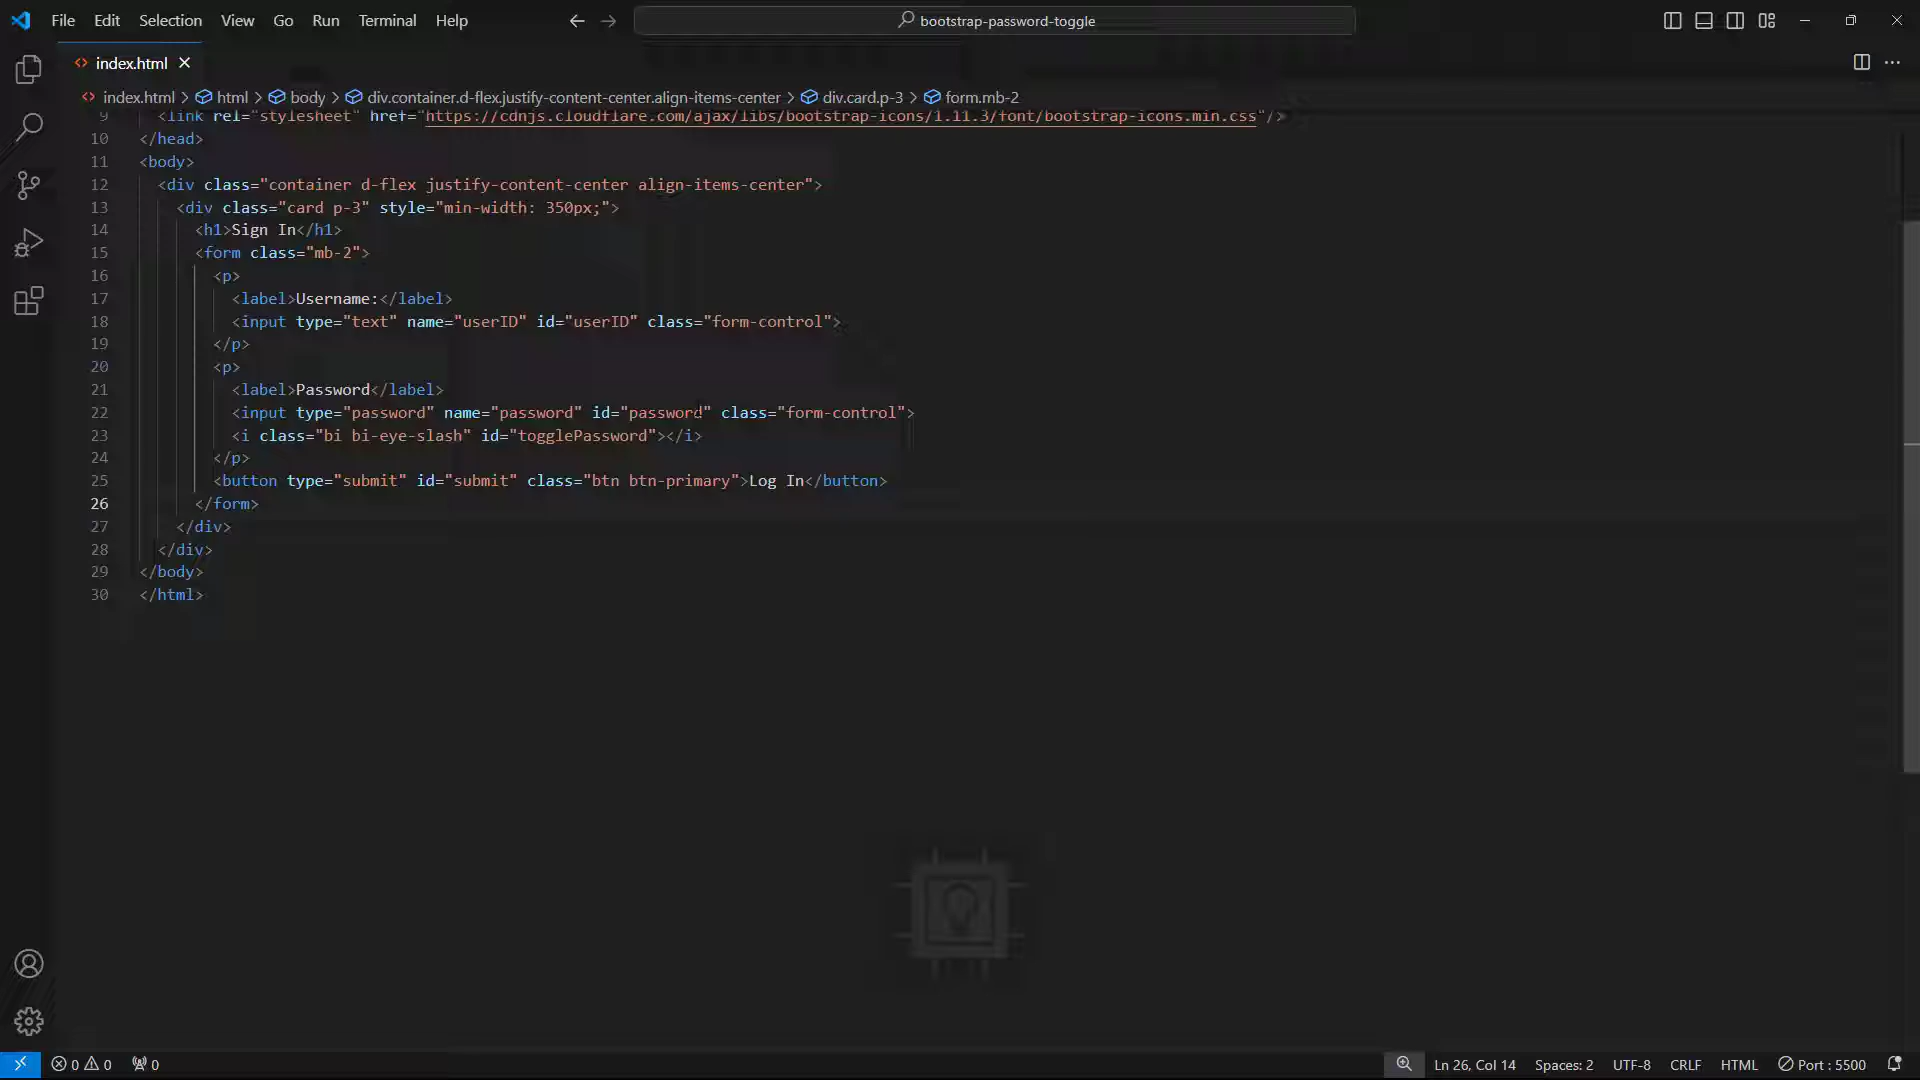 File Edit Selection View Go Run Terminal Help bootstrap-password-toggle
index.html
index.html > html > body > div.container.d-flex.justify-content-center.align-items-center > div.card.p-3 > form.mb-2
9 <link rel="stylesheet" href="https://cdnjs.cloudflare.com/ajax/libs/bootstrap-icons/1.11.3/font/bootstrap-icons.min.css"/>
10 </head>
11 <body>
12 <div class="container d-flex justify-content-center align-items-center">
13 <div class="card p-3" style="min-width: 350px;">
14 <h1>Sign In</h1>
15 <form class="mb-2">
16 <p>
17 <label>Username:</label>
18 <input type="text" name="userID" id="userID" class="form-control">
19 </p>
20 <p>
21 <label>Password</label>
22 <input type="password" name="password" id="password" class="form-control">
23 <i class="bi bi-eye-slash" id="togglePassword"></i>
24 </p>
25 <button type="submit" id="submit" class="btn btn-primary">Log In</button>
26 </form>
27 </div>
28 </div>
29 </body>
30 </html>
0 0 0 Ln 26, Col 14 Spaces: 2 UTF-8 CRLF HTML Port : 5500